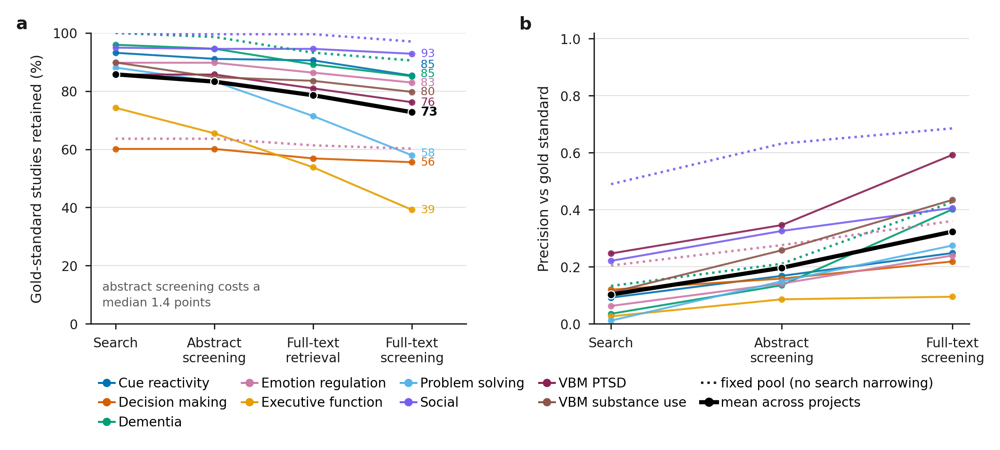 a
100
80
60
40
20
0
Gold-standard studies retained (%)
93
85
85
83
80
76
73
58
56
39
abstract screening costs a
median 1.4 points
Search
Abstract
screening
Full-text
retrieval
Full-text
screening
b
1.0
0.8
0.6
0.4
0.2
0.0
Precision vs gold standard
Search
Abstract
screening
Full-text
screening
Cue reactivity
Decision making
Dementia
Emotion regulation
Executive function
Problem solving
Social
VBM PTSD
VBM substance use
fixed pool (no search narrowing)
mean across projects